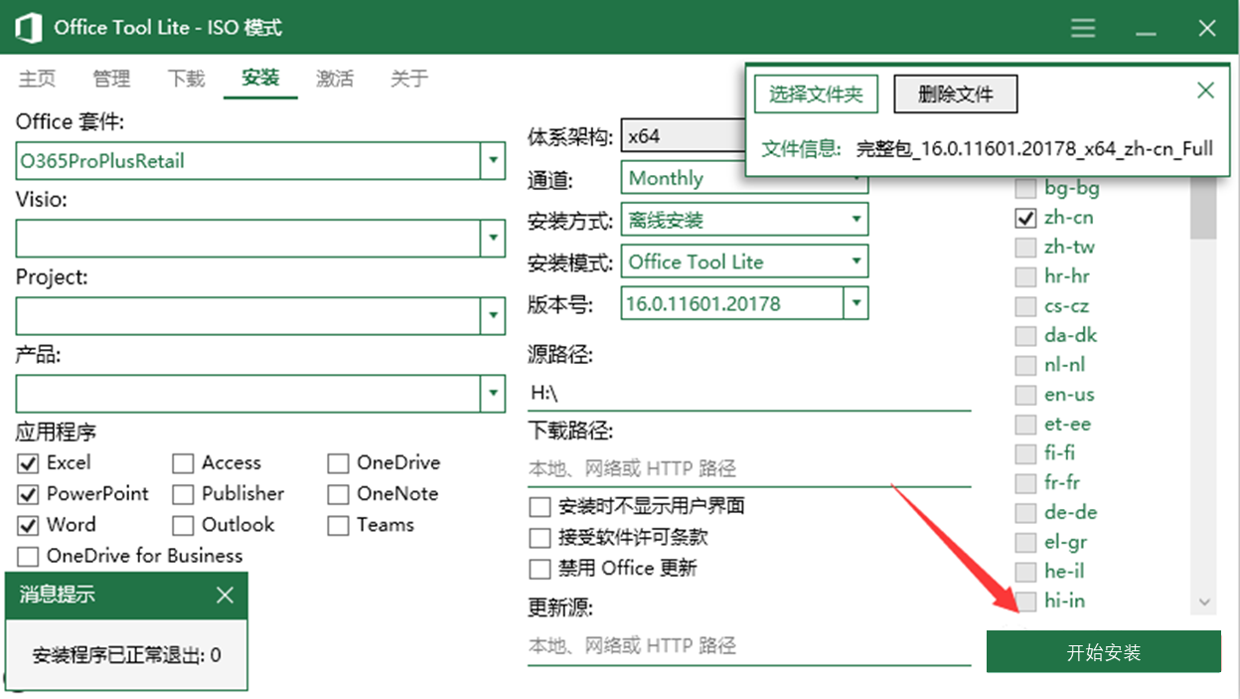 Office Tool Lite - ISO 模式
主页 管理 下载 安装 激活 关于
选择文件夹 删除文件
文件信息: 完整包_16.0.11601.20178_x64_zh-cn_Full
Office 套件:
O365ProPlusRetail
Visio:
Project:
产品:
应用程序
Excel Access OneDrive
PowerPoint Publisher OneNote
Word Outlook Teams
OneDrive for Business
消息提示
安装程序已正常退出: 0
体系架构: x64
通道: Monthly
安装方式: 离线安装
安装模式: Office Tool Lite
版本号: 16.0.11601.20178
源路径:
H:\
下载路径:
本地、网络或 HTTP 路径
安装时不显示用户界面
接受软件许可条款
禁用 Office 更新
更新源:
本地、网络或 HTTP 路径
bg-bg
zh-cn
zh-tw
hr-hr
cs-cz
da-dk
nl-nl
en-us
et-ee
fi-fi
fr-fr
de-de
el-gr
he-il
hi-in
开始安装